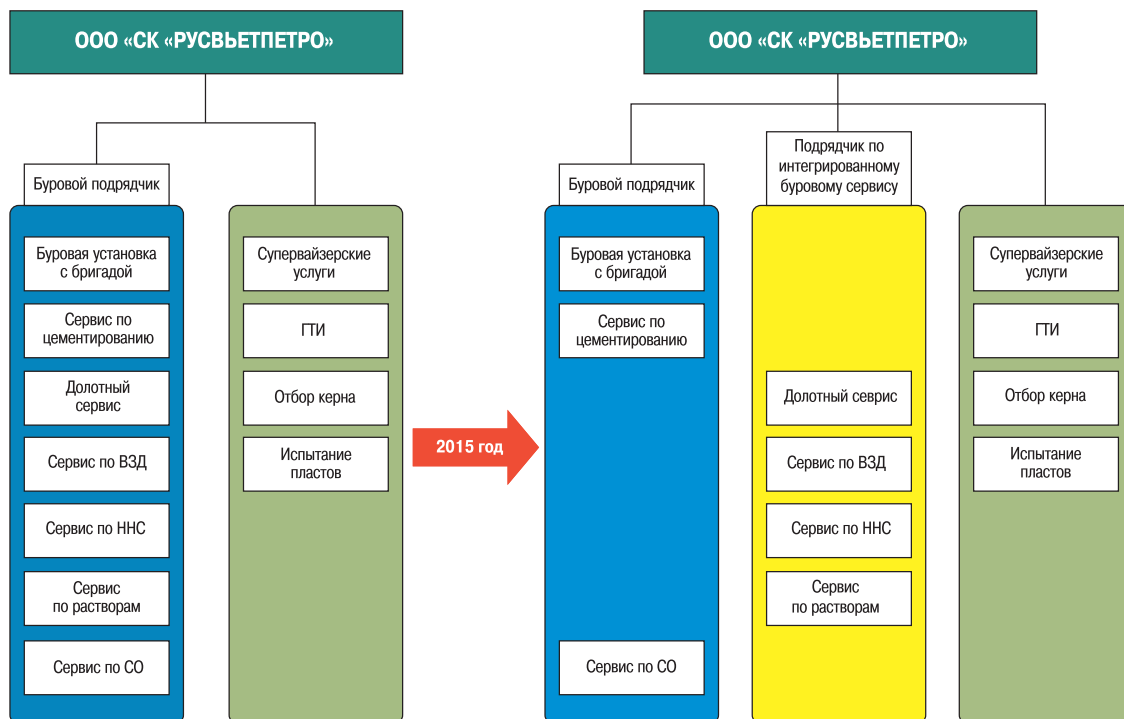 ООО «СК «РУСВЬЕТПЕТРО»
Буровой подрядчик
Буровая установка
с бригадой
Сервис по
цементированию
Долотный
сервис
Сервис по ВЗД
Сервис по ННС
Сервис
по растворам
Сервис по СО
Супервайзерские
услуги
ГТИ
Отбор керна
Испытание
пластов
2015 год
ООО «СК «РУСВЬЕТПЕТРО»
Буровой подрядчик
Буровая установка
с бригадой
Сервис по
цементированию
Сервис по СО
Подрядчик по
интегрированному
буровому сервису
Долотный севрис
Сервис по ВЗД
Сервис по ННС
Сервис
по растворам
Супервайзерские
услуги
ГТИ
Отбор керна
Испытание
пластов